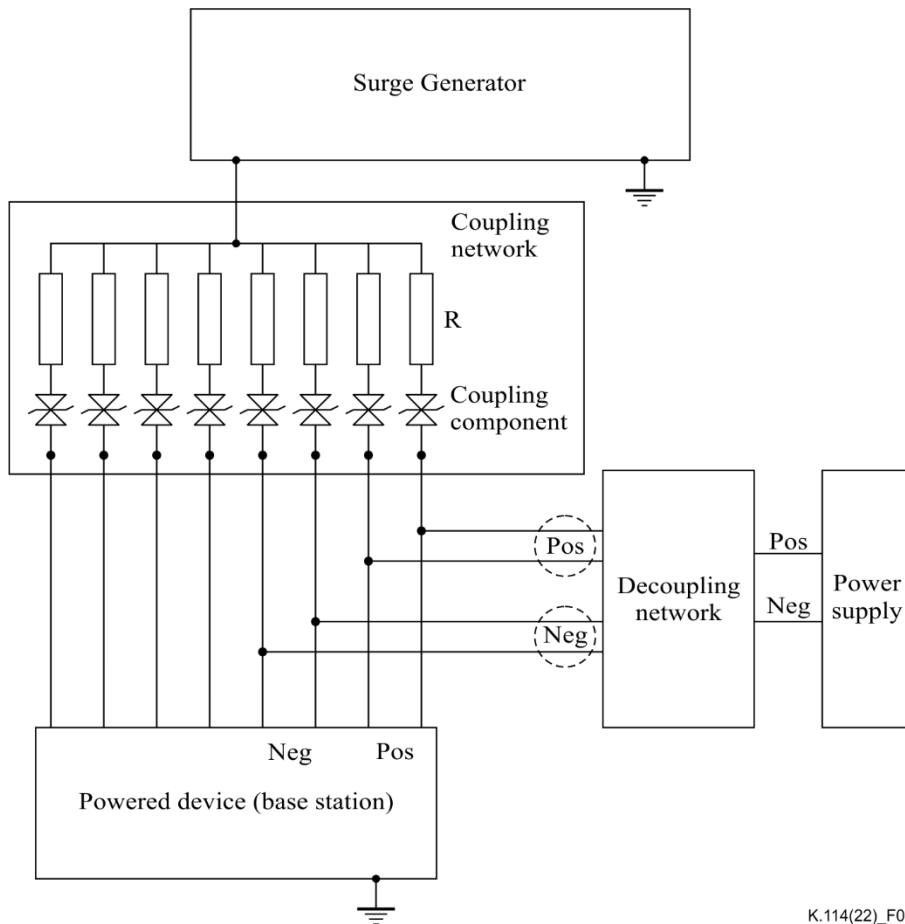 Surge Generator
Coupling
network
R
Coupling
component
Pos
Neg
Decoupling
network
Pos
Neg
Power
supply
Neg
Pos
Powered device (base station)
K.114(22)_F0